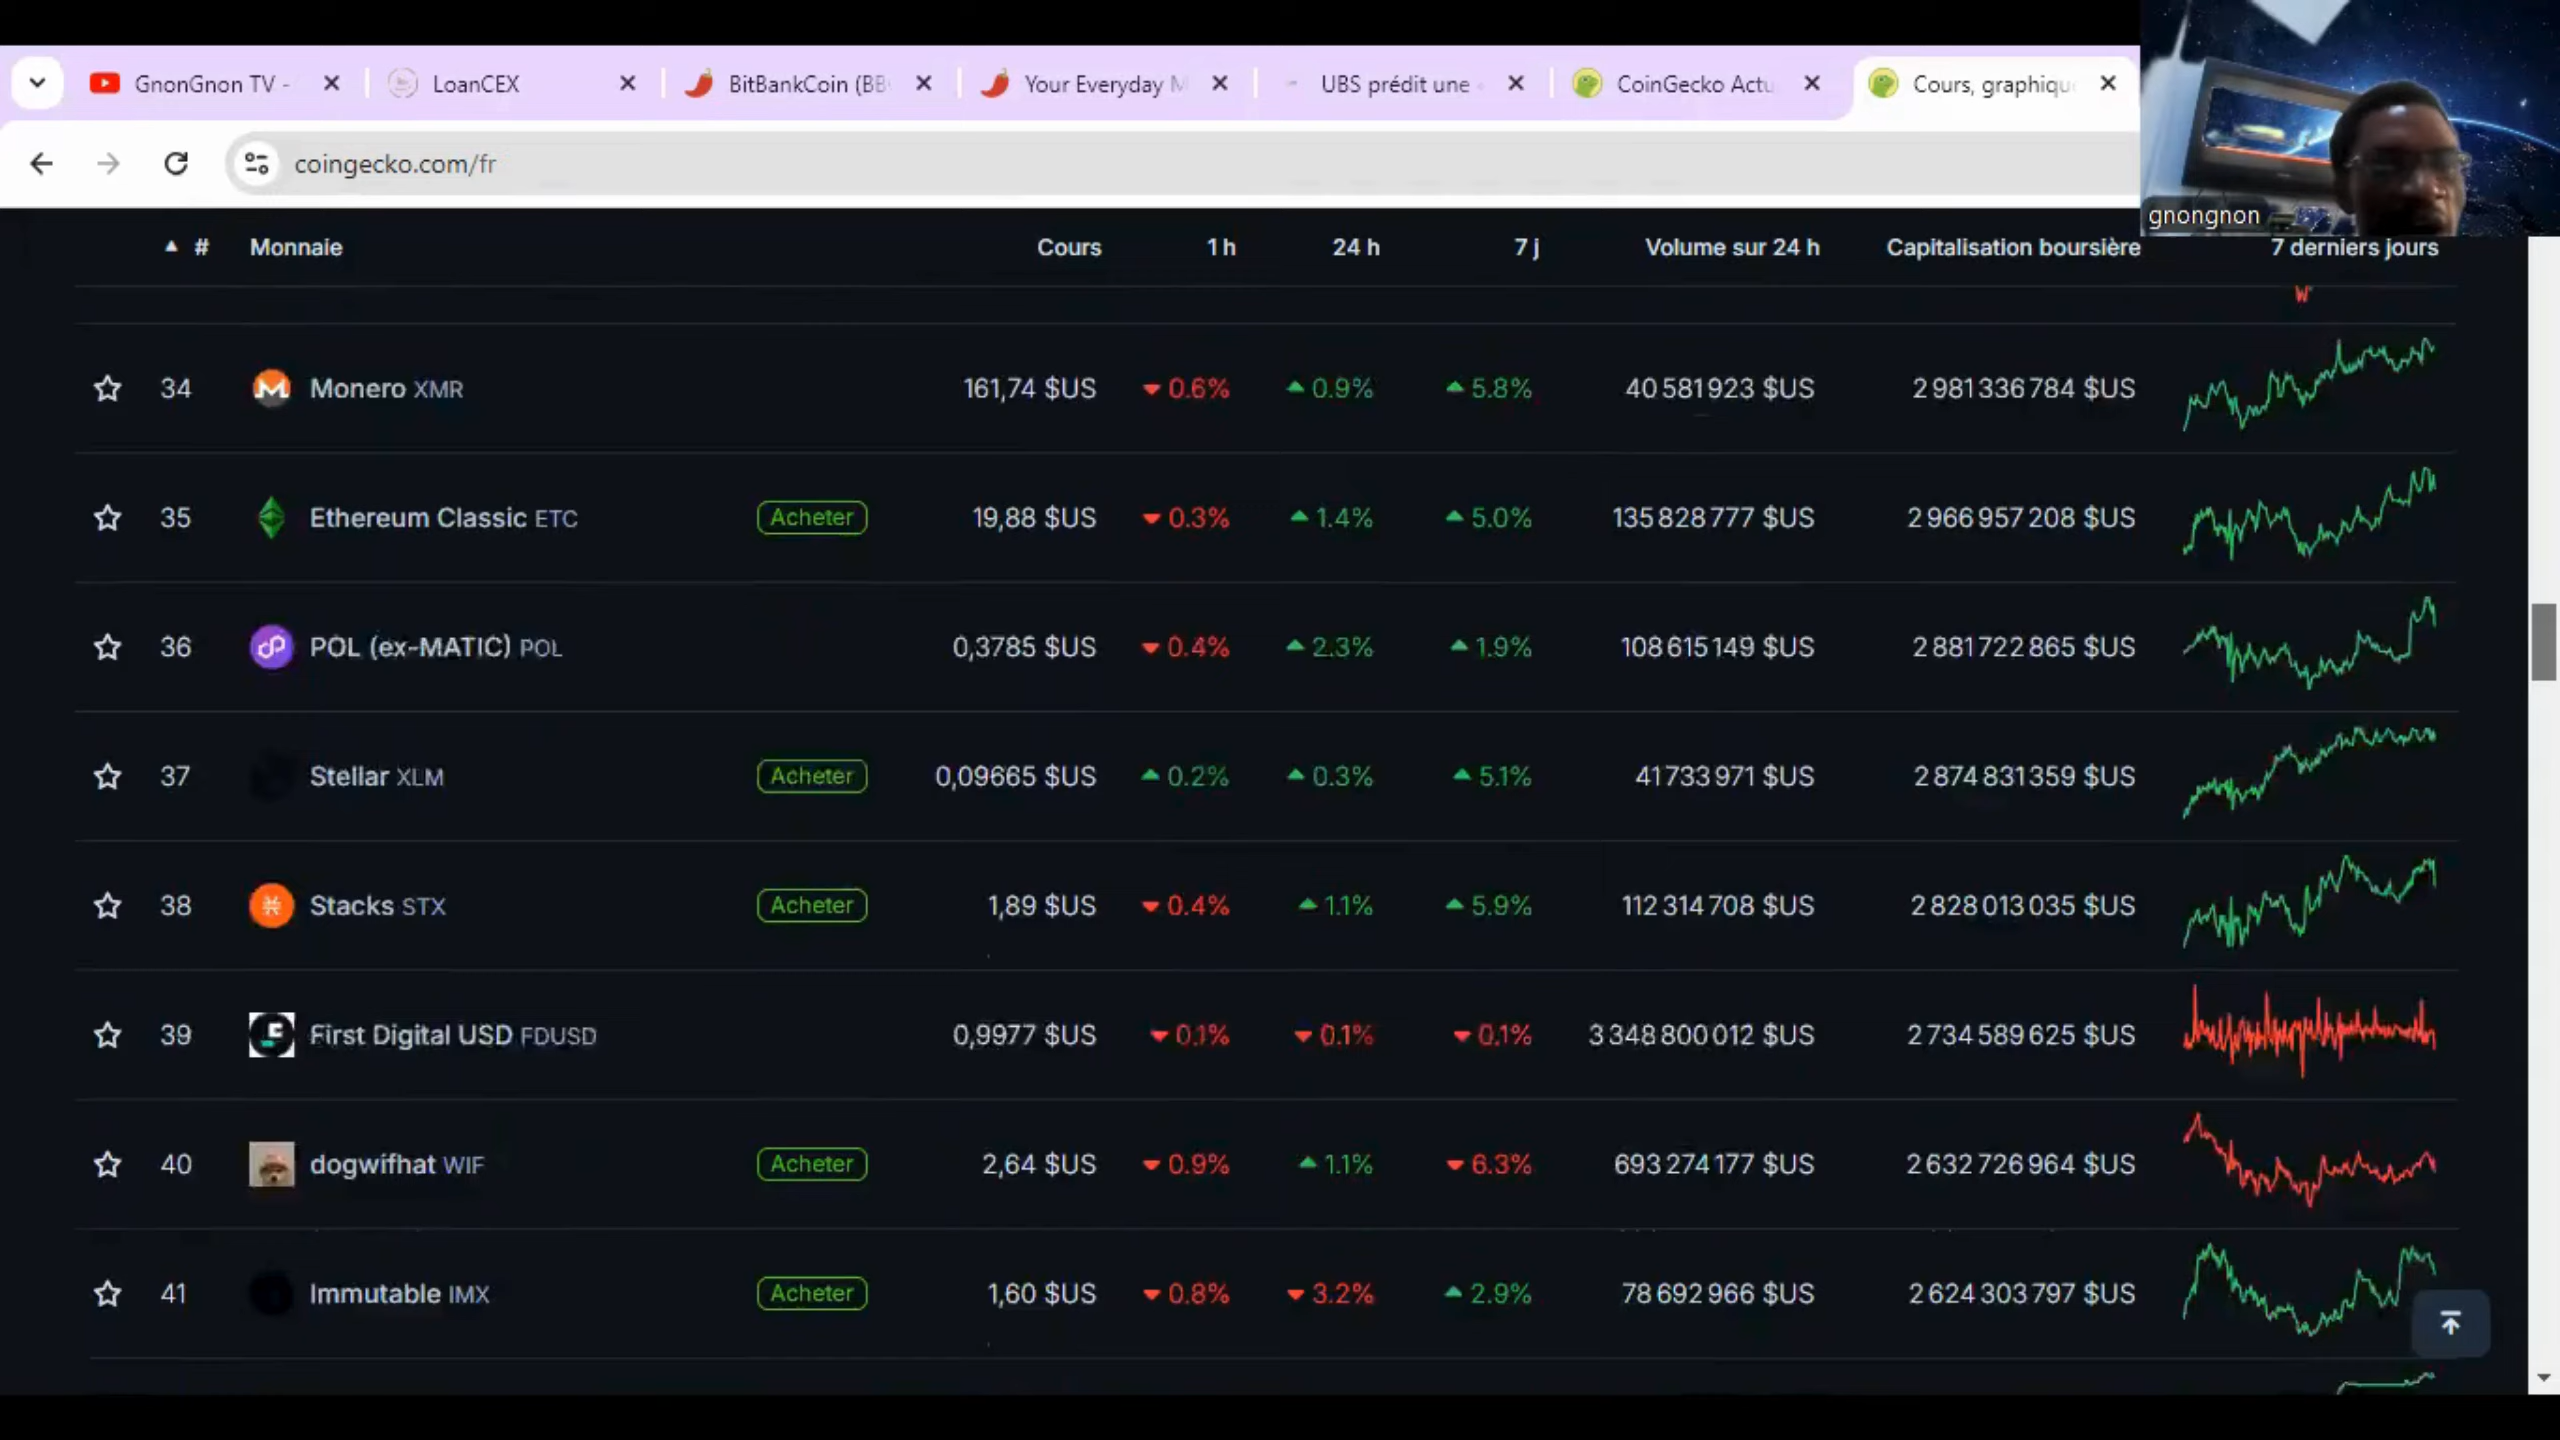 GnonGnon TV -
LoanCEX
BitBankCoin (BB
Your Everyday M
UBS prédit une
CoinGecko Actu
Cours, graphiqu
coingecko.com/fr
gnongnon
# Monnaie Cours 1 h 24 h 7 j Volume sur 24 h Capitalisation boursière 7 derniers jours
34 Monero XMR 161,74 $US 0.6% 0.9% 5.8% 40 581 923 $US 2 981 336 784 $US
35 Ethereum Classic ETC Acheter 19,88 $US 0.3% 1.4% 5.0% 135 828 777 $US 2 966 957 208 $US
36 POL (ex-MATIC) POL 0,3785 $US 0.4% 2.3% 1.9% 108 615 149 $US 2 881 722 865 $US
37 Stellar XLM Acheter 0,09665 $US 0.2% 0.3% 5.1% 41 733 971 $US 2 874 831 359 $US
38 Stacks STX Acheter 1,89 $US 0.4% 1.1% 5.9% 112 314 708 $US 2 828 013 035 $US
39 First Digital USD FDUSD 0,9977 $US 0.1% 0.1% 0.1% 3 348 800 012 $US 2 734 589 625 $US
40 dogwifhat WIF Acheter 2,64 $US 0.9% 1.1% 6.3% 693 274 177 $US 2 632 726 964 $US
41 Immutable IMX Acheter 1,60 $US 0.8% 3.2% 2.9% 78 692 966 $US 2 624 303 797 $US